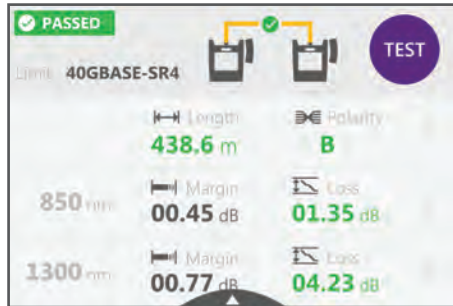 PASSED
TEST
Limit: 40GBASE-SR4
Length Polarity
438.6 m B
Margin Loss
850 nm 00.45 dB 01.35 dB
Margin Loss
1300 nm 00.77 dB 04.23 dB